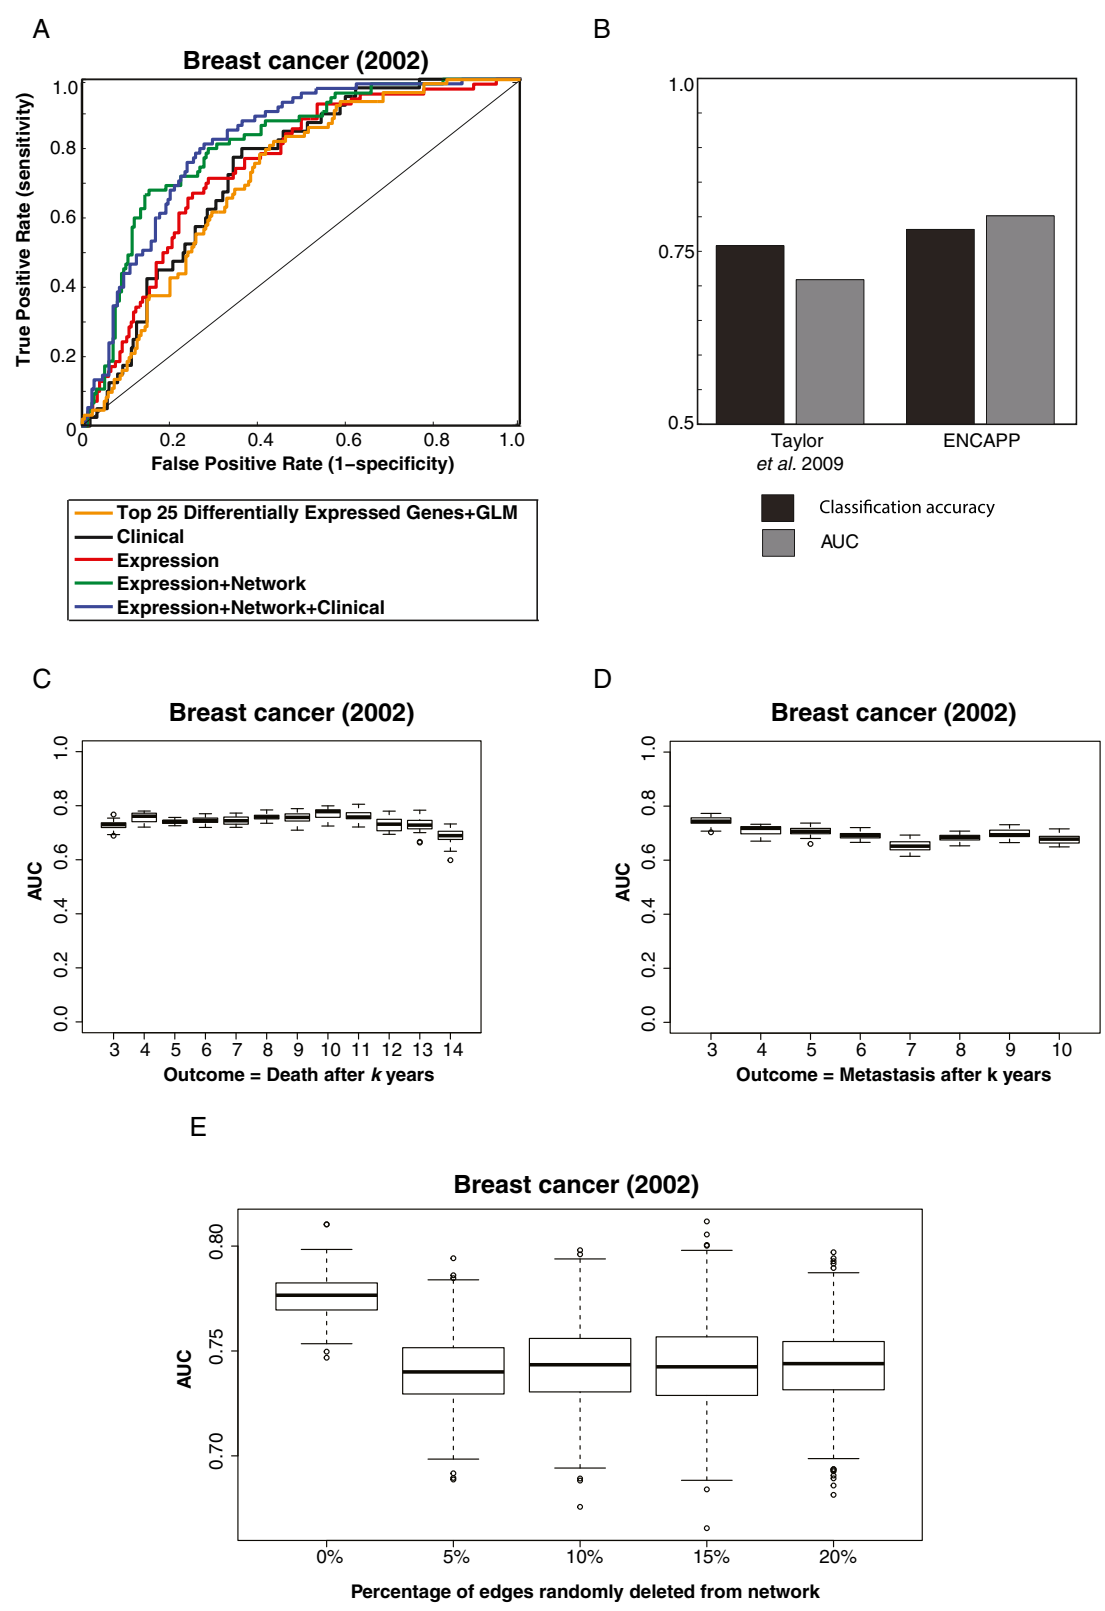 A
Breast cancer (2002)
True Positive Rate (sensitivity)
1.0
0.8
0.6
0.4
0.2
0
0 0.2 0.4 0.6 0.8 1.0
False Positive Rate (1−specificity)
Top 25 Differentially Expressed Genes+GLM
Clinical
Expression
Expression+Network
Expression+Network+Clinical
B
1.0
0.75
0.5
Taylor
et al. 2009
ENCAPP
Classification accuracy
AUC
C
Breast cancer (2002)
AUC
1.0
0.8
0.6
0.4
0.2
0.0
3 4 5 6 7 8 9 10 11 12 13 14
Outcome = Death after k years
D
Breast cancer (2002)
AUC
1.0
0.8
0.6
0.4
0.2
0.0
3 4 5 6 7 8 9 10
Outcome = Metastasis after k years
E
Breast cancer (2002)
AUC
0.80
0.75
0.70
0% 5% 10% 15% 20%
Percentage of edges randomly deleted from network